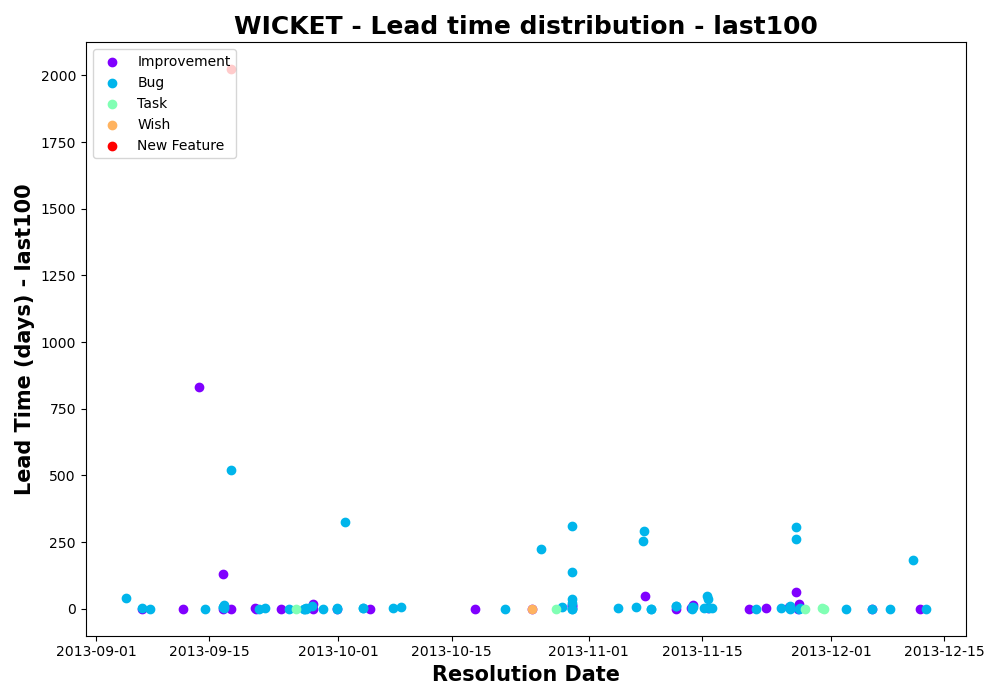 WICKET - Lead time distribution - last100
Improvement
Bug
Task
Wish
New Feature
Lead Time (days) - last100
2000
1750
1500
1250
1000
750
500
250
0
2013-09-01 2013-09-15 2013-10-01 2013-10-15 2013-11-01 2013-11-15 2013-12-01 2013-12-15
Resolution Date